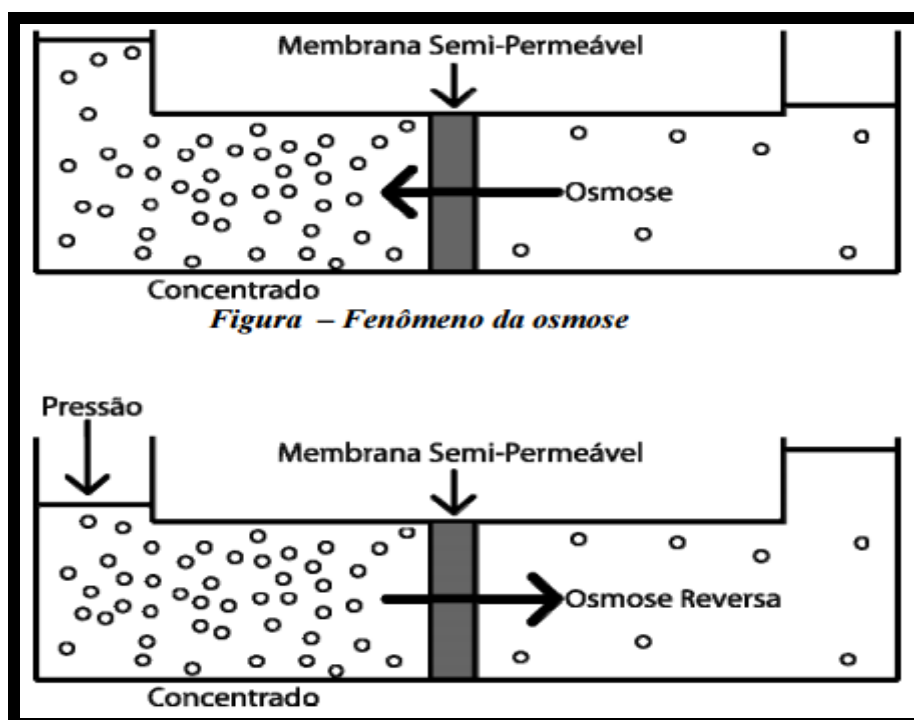 Membrana Semi-Permeável
Osmose
Concentrado
Figura – Fenômeno da osmose
Pressão
Membrana Semi-Permeável
Osmose Reversa
Concentrado